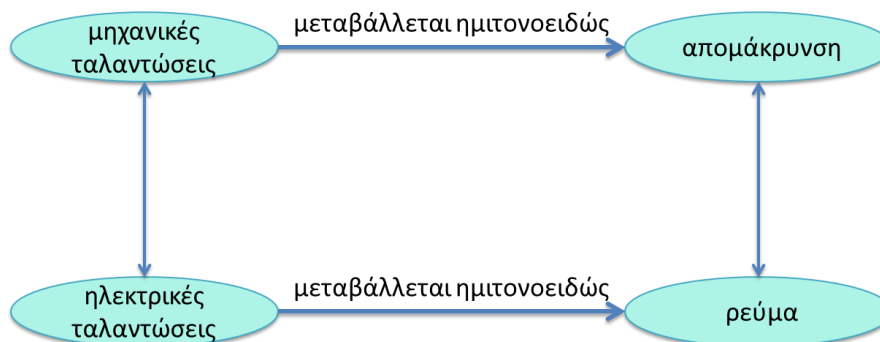 μηχανικές
ταλαντώσεις
μεταβάλλεται ημιτονοειδώς
απομάκρυνση
ηλεκτρικές
ταλαντώσεις
μεταβάλλεται ημιτονοειδώς
ρεύμα